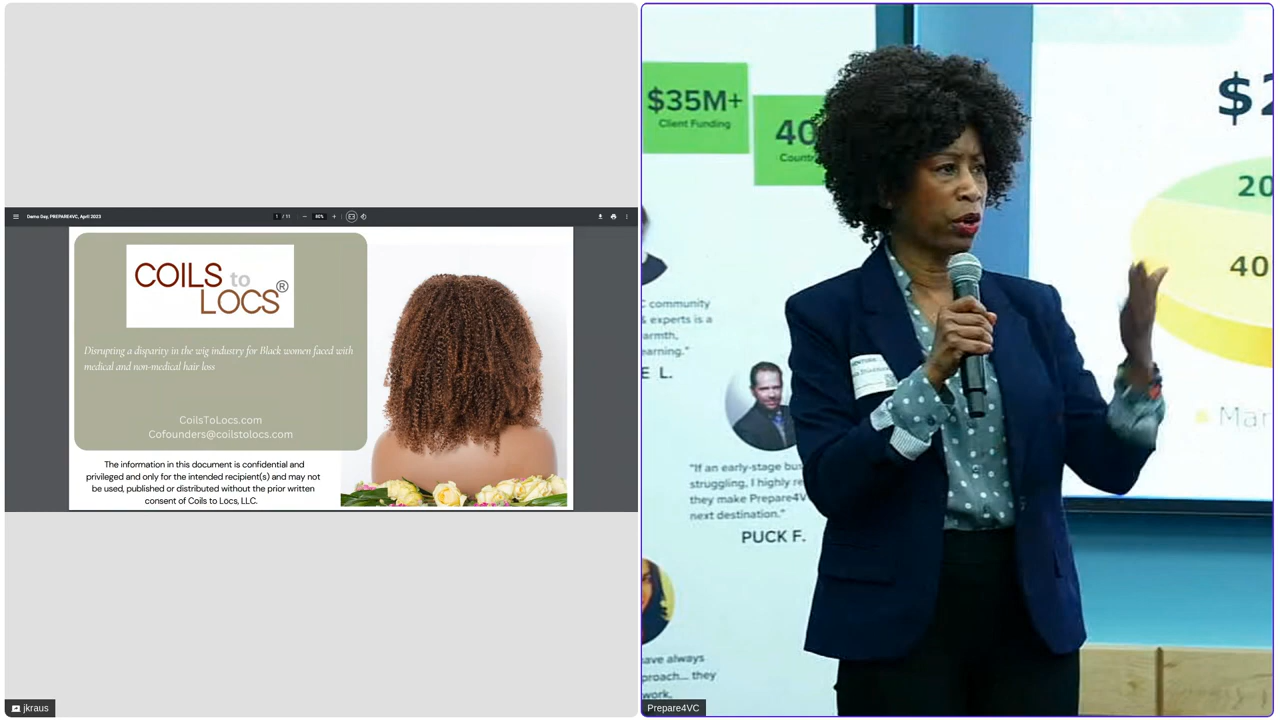 Demo Day, PREPARE4VC, April 2023
1 / 11
80%
COILS to
LOCS®
Disrupting a disparity in the wig industry for Black women faced with
medical and non-medical hair loss
CoilsToLocs.com
Cofounders@coilstolocs.com
The information in this document is confidential and
privileged and only for the intended recipient(s) and may not
be used, published or distributed without the prior written
consent of Coils to Locs, LLC.
jkraus
$35M+
Client Funding
40
$2
20
40
Mar
C community
& experts is a
armth,
earning."
E L.
"If an early-stage bus
struggling, I highly re
they make Prepare4V
next destination."
PUCK F.
ave always
proach... they
work.
Prepare4VC